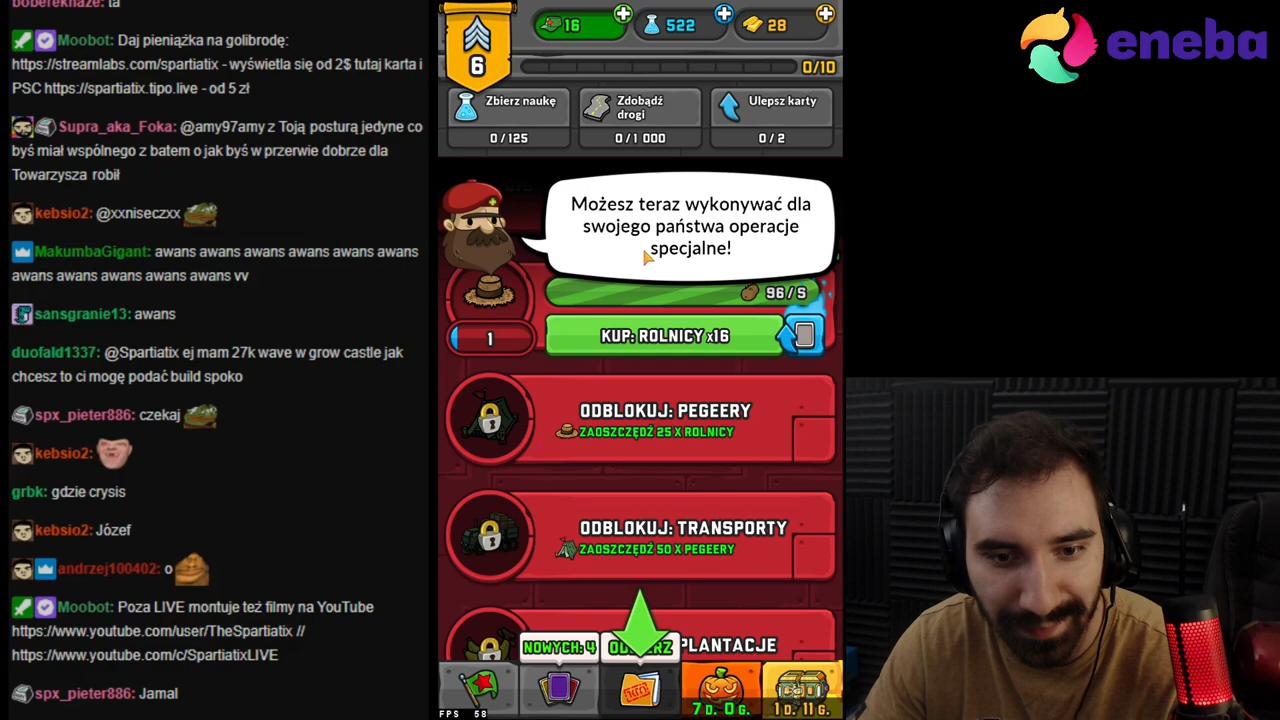 boberekhaze: ta
Moobot: Daj pieniążka na golibrodę:
https://streamlabs.com/spartiatix - wyświetla się od 2$ tutaj karta i
PSC https://spartiatix.tipo.live - od 5 zł
Supra_aka_Foka: @amy97amy z Toją posturą jedyne co
byś miał wspólnego z batem o jak byś w przerwie dobrze dla
Towarzysza robił
kebsio2: @xxniseczxx
MakumbaGigant: awans awans awans awans awans awans
awans awans awans awans awans vv
sansgranie13: awans
duofald1337: @Spartiatix ej mam 27k wave w grow castle jak
chcesz to ci mogę podać build spoko
spx_pieter886: czekaj
kebsio2:
grbk: gdzie crysis
kebsio2: Józef
andrzej100402: o
Moobot: Poza LIVE montuje też filmy na YouTube
https://www.youtube.com/user/TheSpartiatix //
https://www.youtube.com/c/SpartiatixLIVE
spx_pieter886: Jamal
6
16
522
28
0/10
Zbierz naukę
0/125
Zdobądź
drogi
0/1 000
Ulepsz karty
0/2
Możesz teraz wykonywać dla
swojego państwa operacje
specjalne!
96/5
1
KUP: ROLNICY x16
ODBLOKUJ: PEGEERY
ZAOSZCZĘDŹ 25 X ROLNICY
ODBLOKUJ: TRANSPORTY
ZAOSZCZĘDŹ 50 X PEGEERY
PLANTACJE
NOWYCH: 4
7 D. 0 G.
1 D. 11 G.
FPS 58
eneba